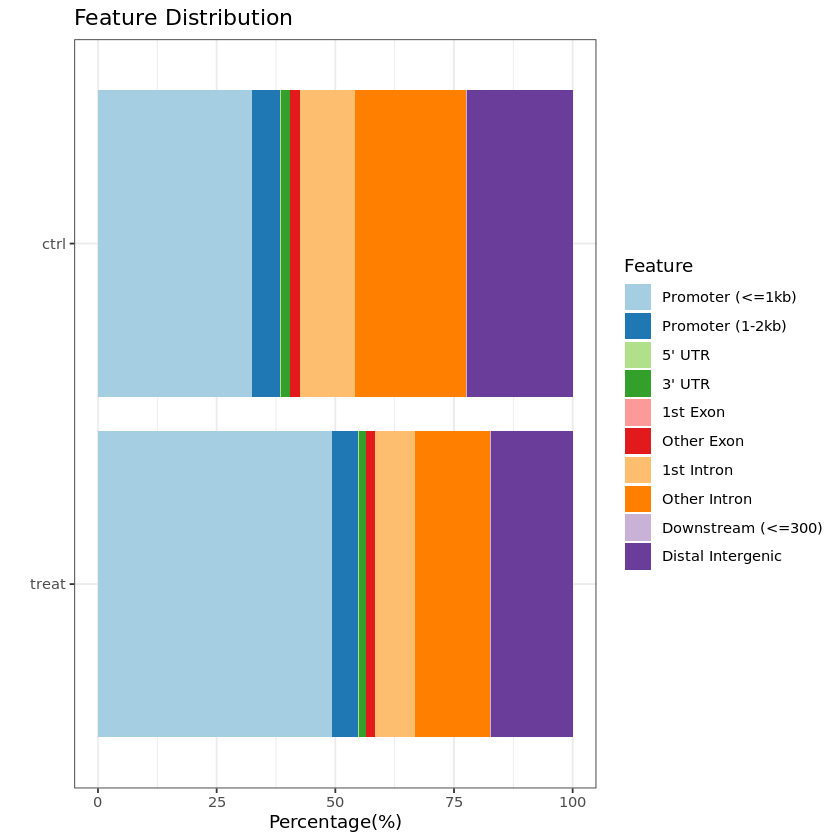 Feature Distribution
ctrl
treat
0 25 50 75 100
Percentage(%)
Feature
Promoter (<=1kb)
Promoter (1-2kb)
5' UTR
3' UTR
1st Exon
Other Exon
1st Intron
Other Intron
Downstream (<=300)
Distal Intergenic